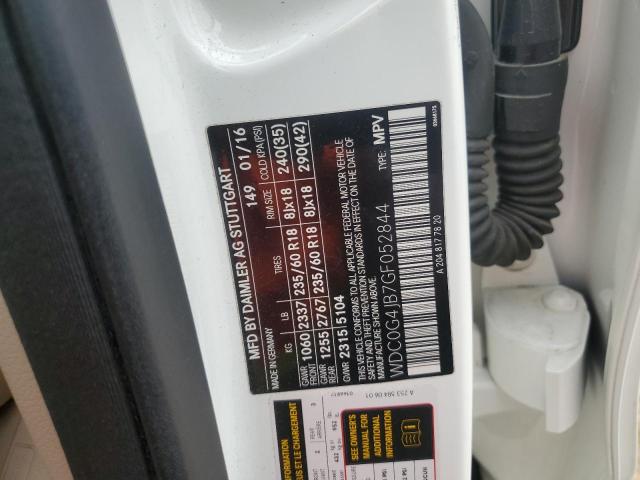 MFD BY DAIMLER AG STUTTGART
MADE IN GERMANY 149 01/16
KG LB TIRES RIM SIZE COLD KPA(PSI)
GAWR FRONT 1060 2337 235/60 R18 8Jx18 240(35)
GAWR REAR 1255 2767 235/60 R18 8Jx18 290(42)
GVWR 2315 5104
THIS VEHICLE CONFORMS TO ALL APPLICABLE FEDERAL MOTOR VEHICLE
SAFETY AND THEFT PREVENTION STANDARDS IN EFFECT ON THE DATE OF
MANUFACTURE SHOWN ABOVE. TYPE: MPV
WDC0G4JB7GF052844
A 204 817 78 20
A 253 584 06 01
SEE OWNER'S
MANUAL FOR
ADDITIONAL
INFORMATION